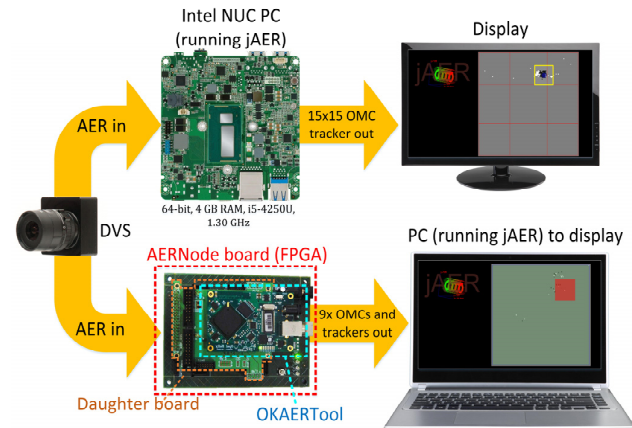 Intel NUC PC
(running jAER)
Display
AER in
15x15 OMC
tracker out
jAER
64-bit, 4 GB RAM, i5-4250U,
1.30 GHz
DVS
AERNode board (FPGA)
PC (running jAER) to display
AER in
9x OMCs and
trackers out
jAER
Daughter board
OKAERTool